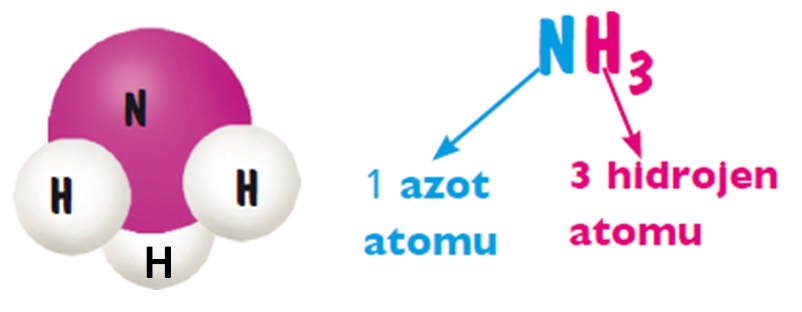 N
H
H
H
NH₃
1 azot
atomu
3 hidrojen
atomu